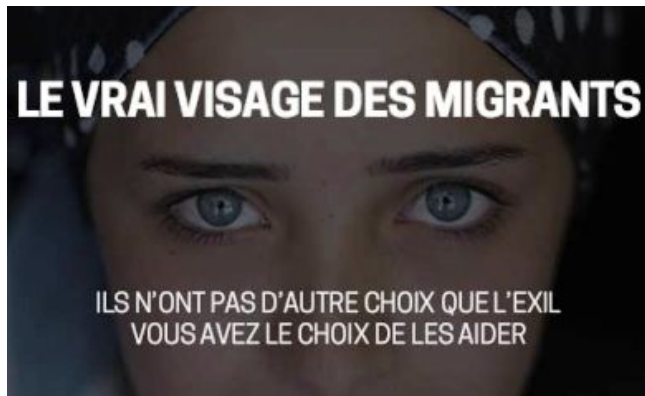 LE VRAI VISAGE DES MIGRANTS
ILS N'ONT PAS D'AUTRE CHOIX QUE L'EXIL
VOUS AVEZ LE CHOIX DE LES AIDER